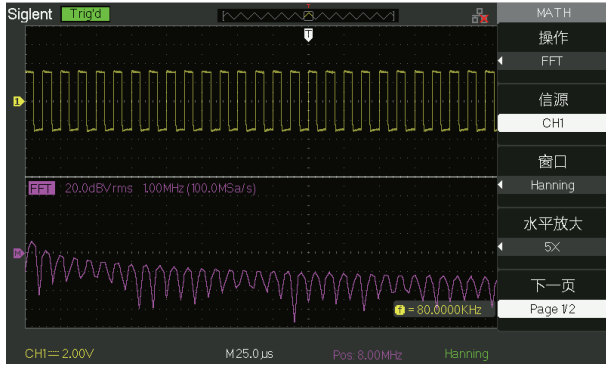 Siglent Trig'd
MATH
T
操作
FFT
信源
CH1
1
窗口
Hanning
FFT 20.0dBVrms 1.00MHz (100.0MSa/s)
水平放大
5X
M
下一页
Page 1/2
f = 80.0000KHz
CH1 2.00V M 25.0µs Pos: 8.00MHz Hanning